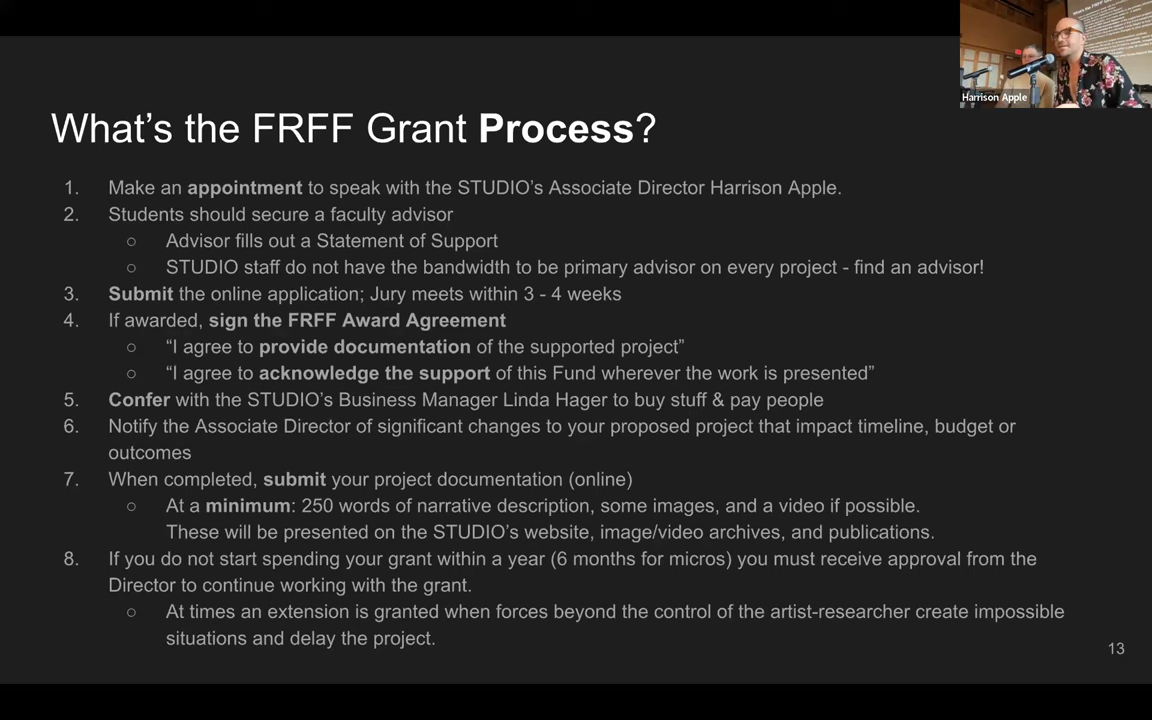 Harrison Apple
What's the FRFF Grant Process?
1. Make an appointment to speak with the STUDIO's Associate Director Harrison Apple.
2. Students should secure a faculty advisor
○ Advisor fills out a Statement of Support
○ STUDIO staff do not have the bandwidth to be primary advisor on every project - find an advisor!
3. Submit the online application; Jury meets within 3 - 4 weeks
4. If awarded, sign the FRFF Award Agreement
○ “I agree to provide documentation of the supported project”
○ “I agree to acknowledge the support of this Fund wherever the work is presented”
5. Confer with the STUDIO's Business Manager Linda Hager to buy stuff & pay people
6. Notify the Associate Director of significant changes to your proposed project that impact timeline, budget or
outcomes
7. When completed, submit your project documentation (online)
○ At a minimum: 250 words of narrative description, some images, and a video if possible.
These will be presented on the STUDIO's website, image/video archives, and publications.
8. If you do not start spending your grant within a year (6 months for micros) you must receive approval from the
Director to continue working with the grant.
○ At times an extension is granted when forces beyond the control of the artist-researcher create impossible
situations and delay the project.
13